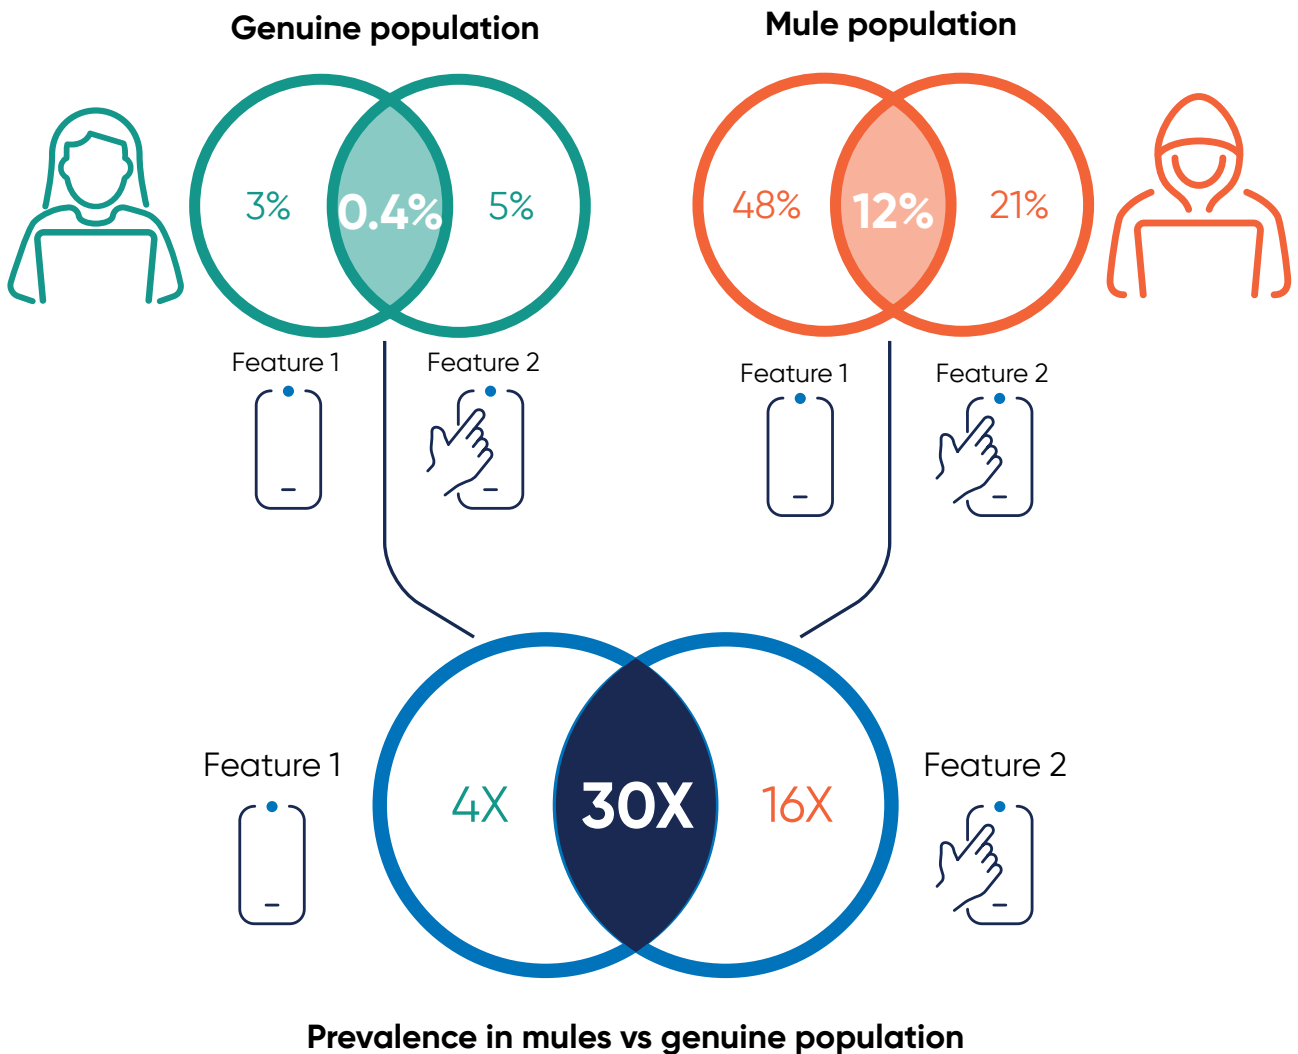 Genuine population
Mule population
3%
0.4%
5%
48%
12%
21%
Feature 1
Feature 2
Feature 1
Feature 2
Feature 1
4X
30X
16X
Feature 2
Prevalence in mules vs genuine population